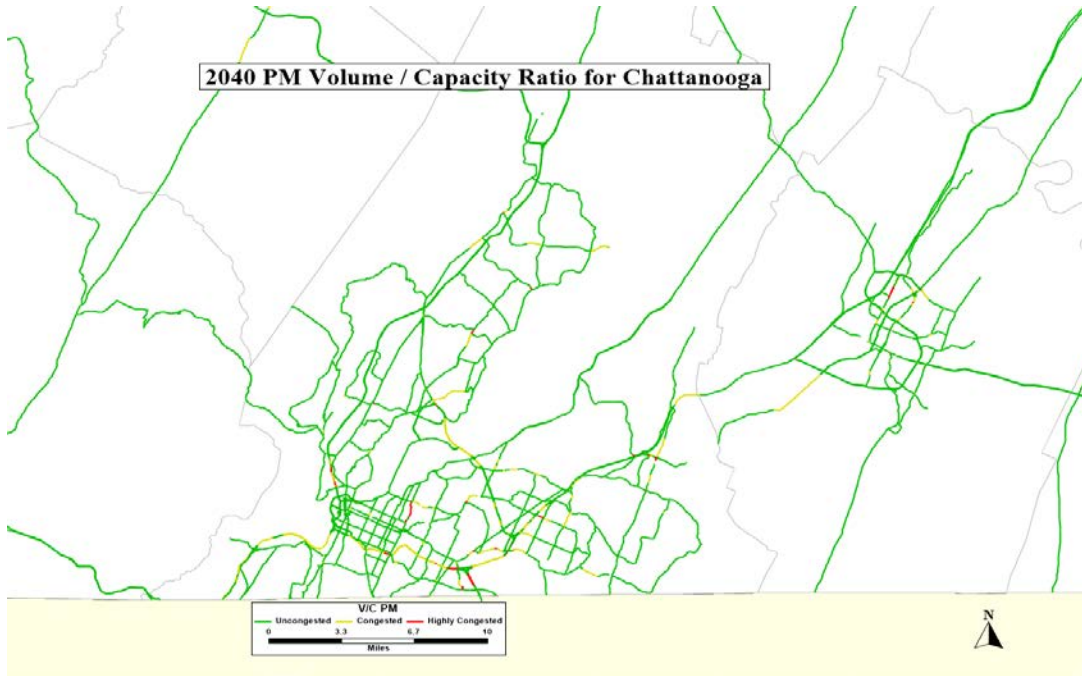 2040 PM Volume / Capacity Ratio for Chattanooga
V/C PM
Uncongested Congested Highly Congested
0 3.3 6.7 10
Miles
N